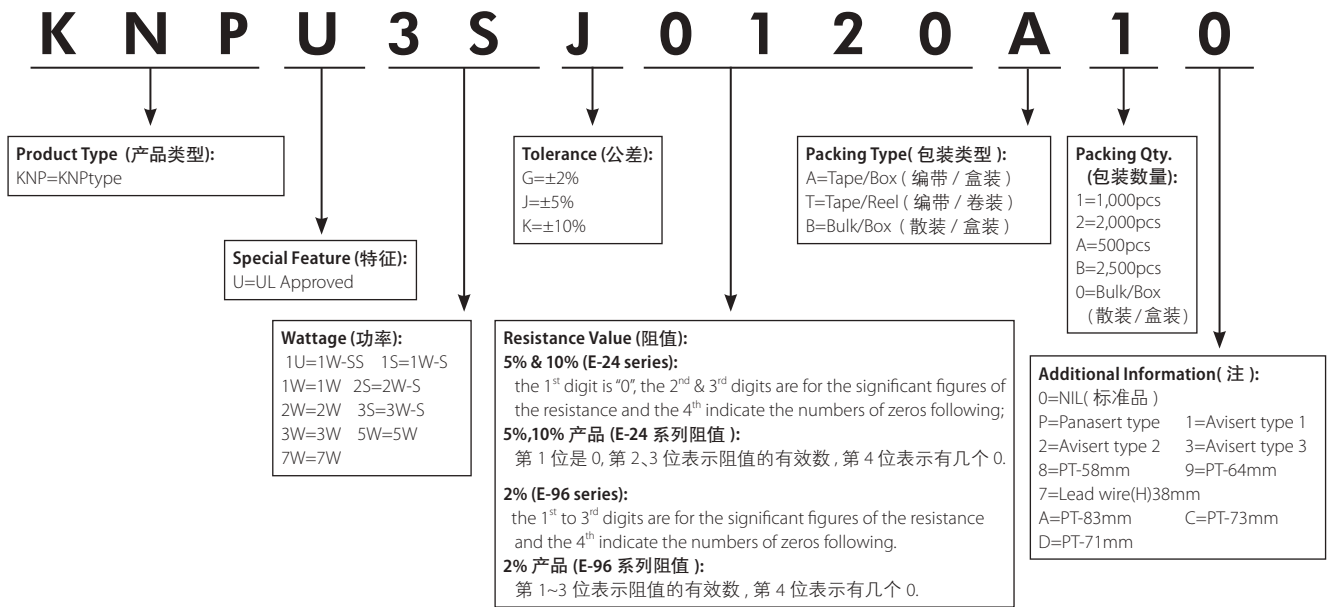 K N P U 3 S J 0 1 2 0 A 1 0
Product Type (产品类型):
KNP=KNPtype
Special Feature (特征):
U=UL Approved
Wattage (功率):
1U=1W-SS 1S=1W-S
1W=1W 2S=2W-S
2W=2W 3S=3W-S
3W=3W 5W=5W
7W=7W
Tolerance (公差):
G=±2%
J=±5%
K=±10%
Resistance Value (阻值):
5% & 10% (E-24 series):
the 1st digit is “0”, the 2nd & 3rd digits are for the significant figures of
the resistance and the 4th indicate the numbers of zeros following;
5%,10% 产品 (E-24 系列阻值 ):
第 1 位是 0, 第 2、3 位表示阻值的有效数 , 第 4 位表示有几个 0.
2% (E-96 series):
the 1st to 3rd digits are for the significant figures of the resistance
and the 4th indicate the numbers of zeros following.
2% 产品 (E-96 系列阻值 ):
第 1~3 位表示阻值的有效数 , 第 4 位表示有几个 0.
Packing Type( 包装类型 ):
A=Tape/Box ( 编带 / 盒装 )
T=Tape/Reel ( 编带 / 卷装 )
B=Bulk/Box ( 散装 / 盒装 )
Packing Qty.
(包装数量):
1=1,000pcs
2=2,000pcs
A=500pcs
B=2,500pcs
0=Bulk/Box
(散装/盒装)
Additional Information( 注 ):
0=NIL( 标准品 )
P=Panasert type 1=Avisert type 1
2=Avisert type 2 3=Avisert type 3
8=PT-58mm 9=PT-64mm
7=Lead wire(H)38mm
A=PT-83mm C=PT-73mm
D=PT-71mm